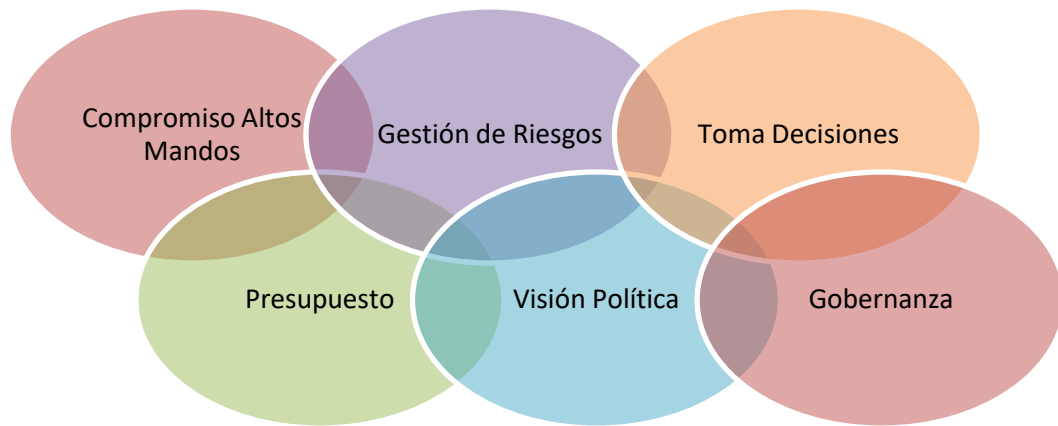 Compromiso Altos
Mandos
Gestión de Riesgos
Toma Decisiones
Presupuesto
Visión Política
Gobernanza